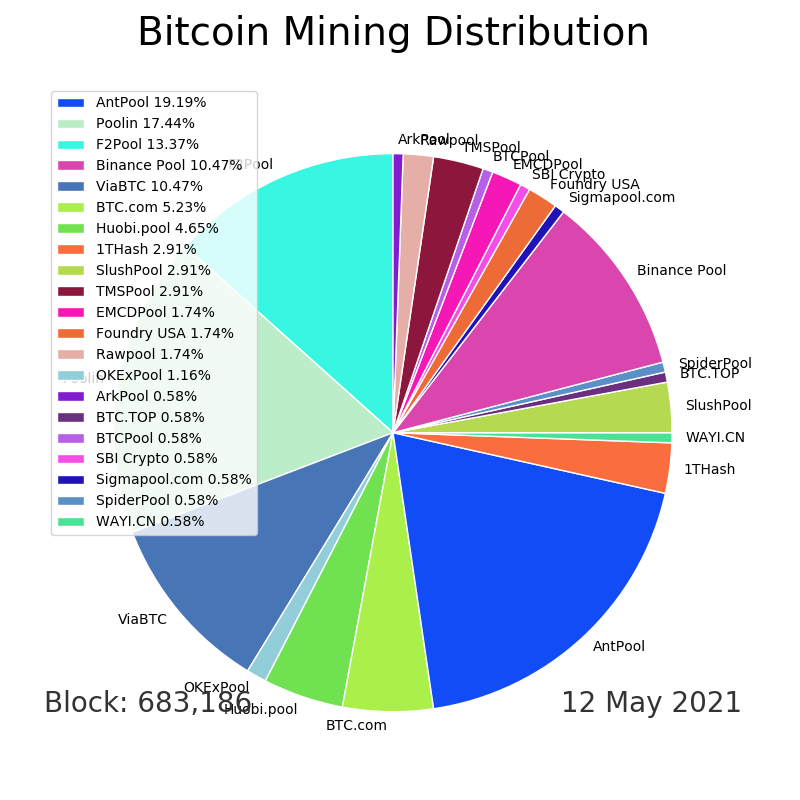 Bitcoin Mining Distribution
AntPool 19.19%
Poolin 17.44%
F2Pool 13.37%
Binance Pool 10.47%
ViaBTC 10.47%
BTC.com 5.23%
Huobi.pool 4.65%
1THash 2.91%
SlushPool 2.91%
TMSPool 2.91%
EMCDPool 1.74%
Foundry USA 1.74%
Rawpool 1.74%
OKExPool 1.16%
ArkPool 0.58%
BTC.TOP 0.58%
BTCPool 0.58%
SBI Crypto 0.58%
Sigmapool.com 0.58%
SpiderPool 0.58%
WAYI.CN 0.58%
ArkPool
Rawpool
TMSPool
BTCPool
EMCDPool
SBI Crypto
Foundry USA
Sigmapool.com
Binance Pool
SpiderPool
BTC.TOP
SlushPool
WAYI.CN
1THash
AntPool
BTC.com
Huobi.pool
OKExPool
ViaBTC
Poolin
Block: 683,186
12 May 2021